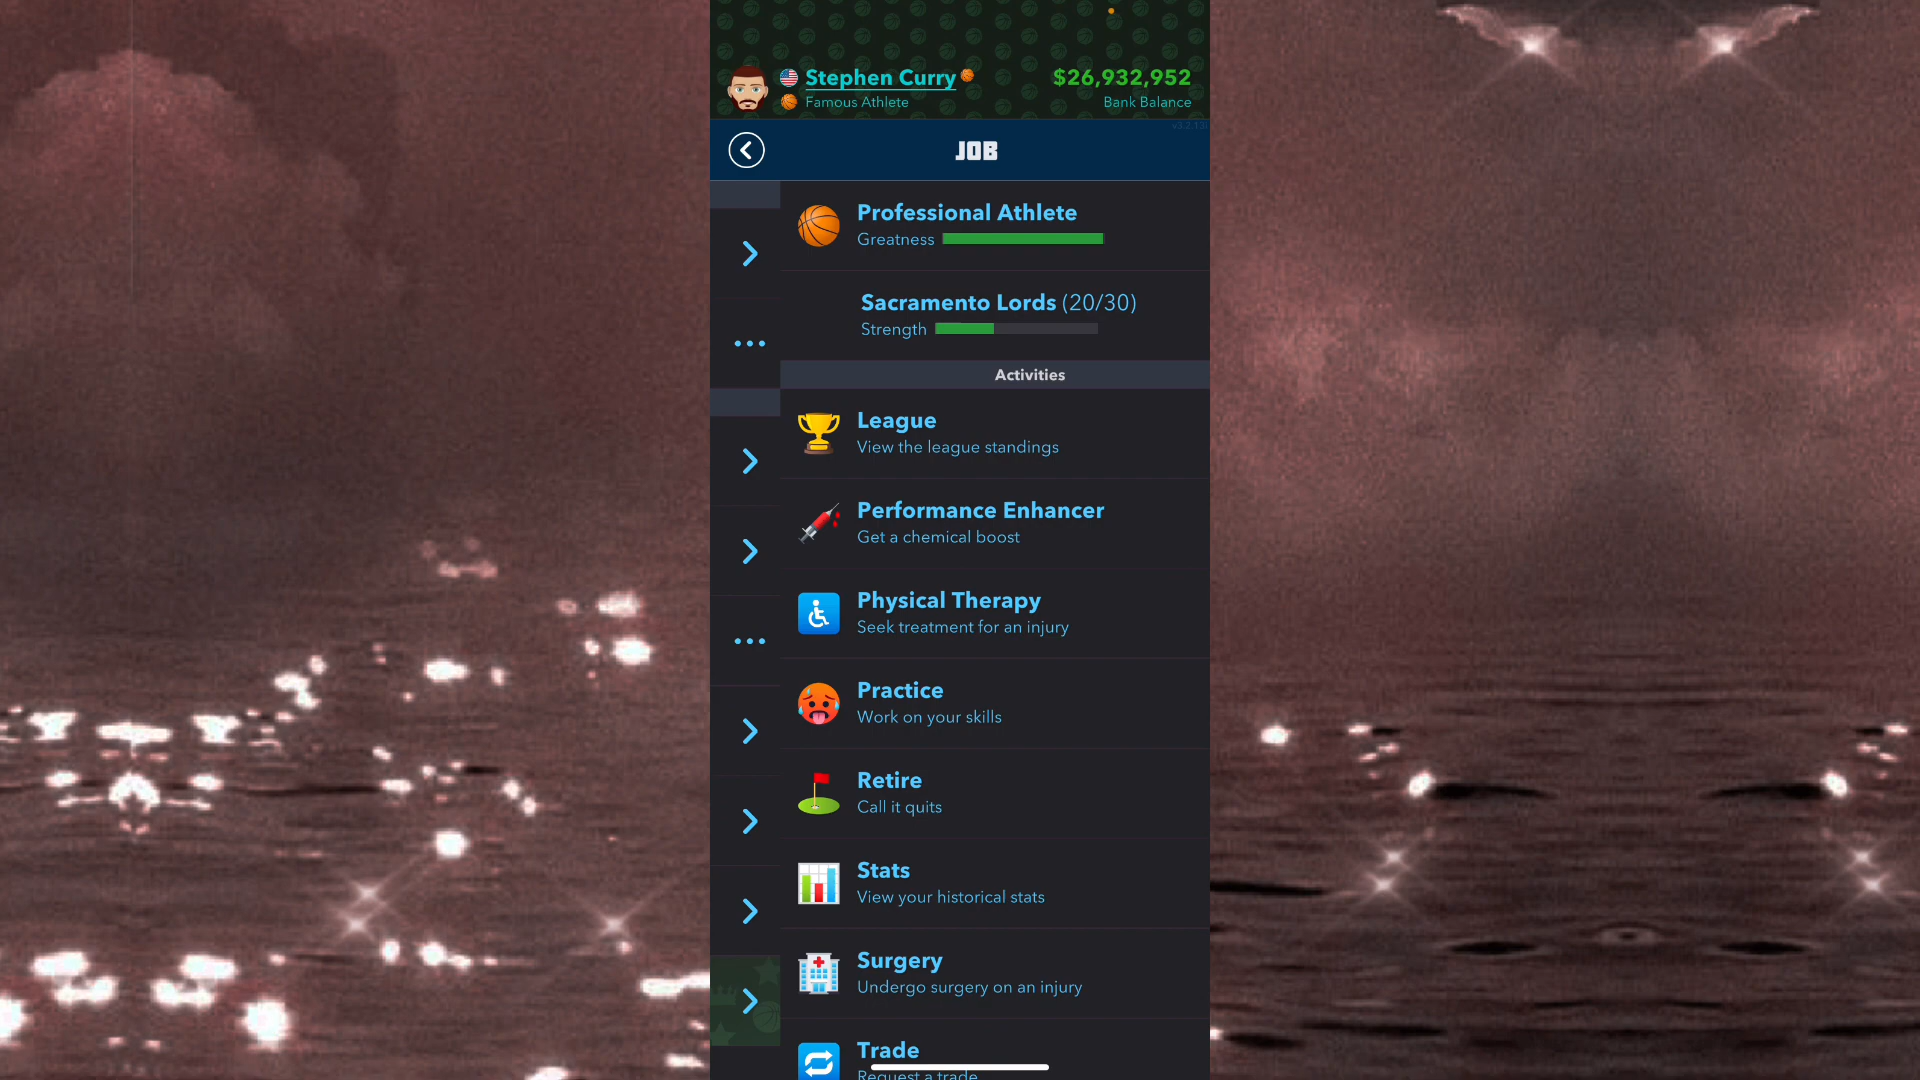 Stephen Curry
$26,932,952
Famous Athlete
Bank Balance
v3.2.13i
JOB
Professional Athlete
Greatness
Sacramento Lords (20/30)
Strength
Activities
League
View the league standings
Performance Enhancer
Get a chemical boost
Physical Therapy
Seek treatment for an injury
Practice
Work on your skills
Retire
Call it quits
Stats
View your historical stats
Surgery
Undergo surgery on an injury
Trade
Request a trade